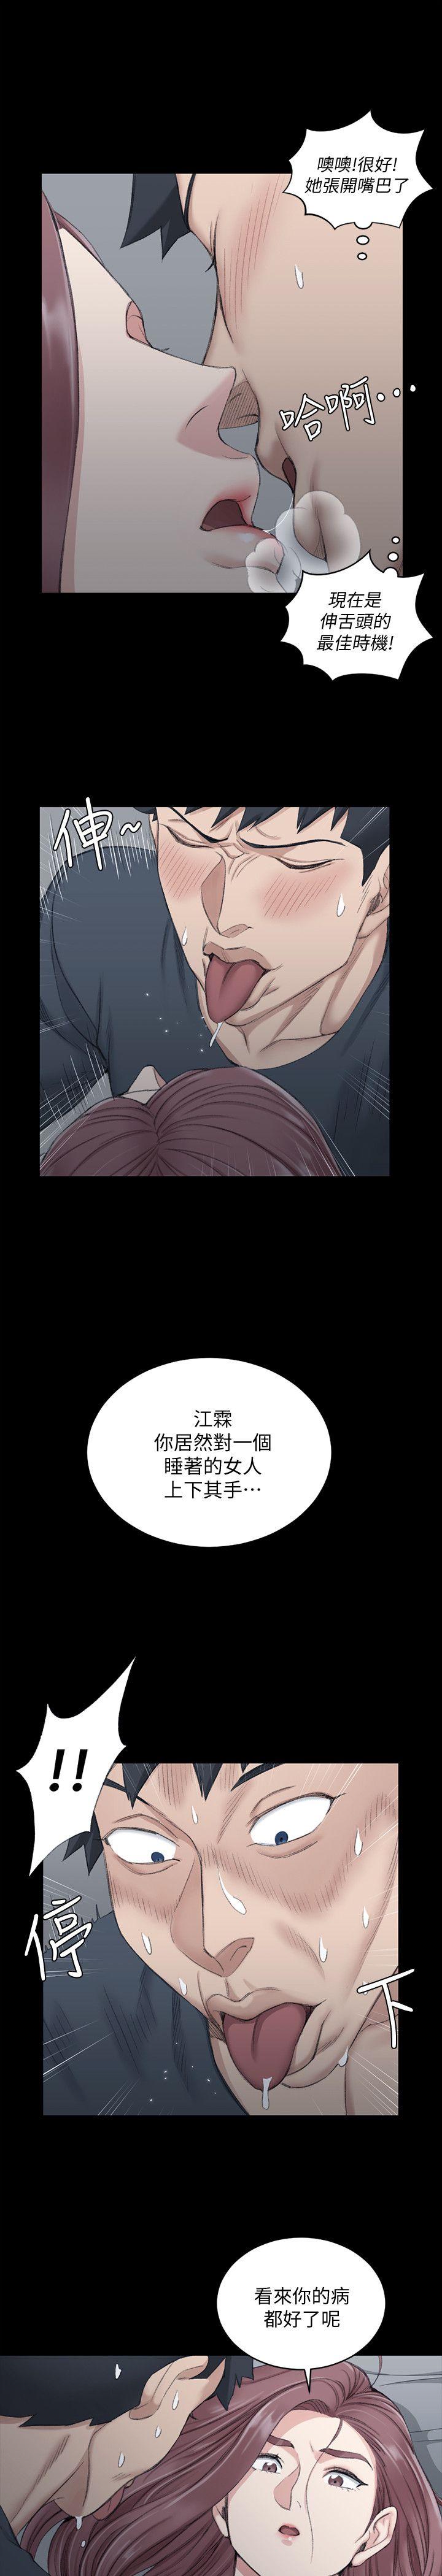 噢噢!很好!
她張開嘴巴了
哈啊…
現在是
伸舌頭的
最佳時機!
伸~
江霖
你居然對一個
睡著的女人
上下其手…
!!
停
下
看來你的病
都好了呢